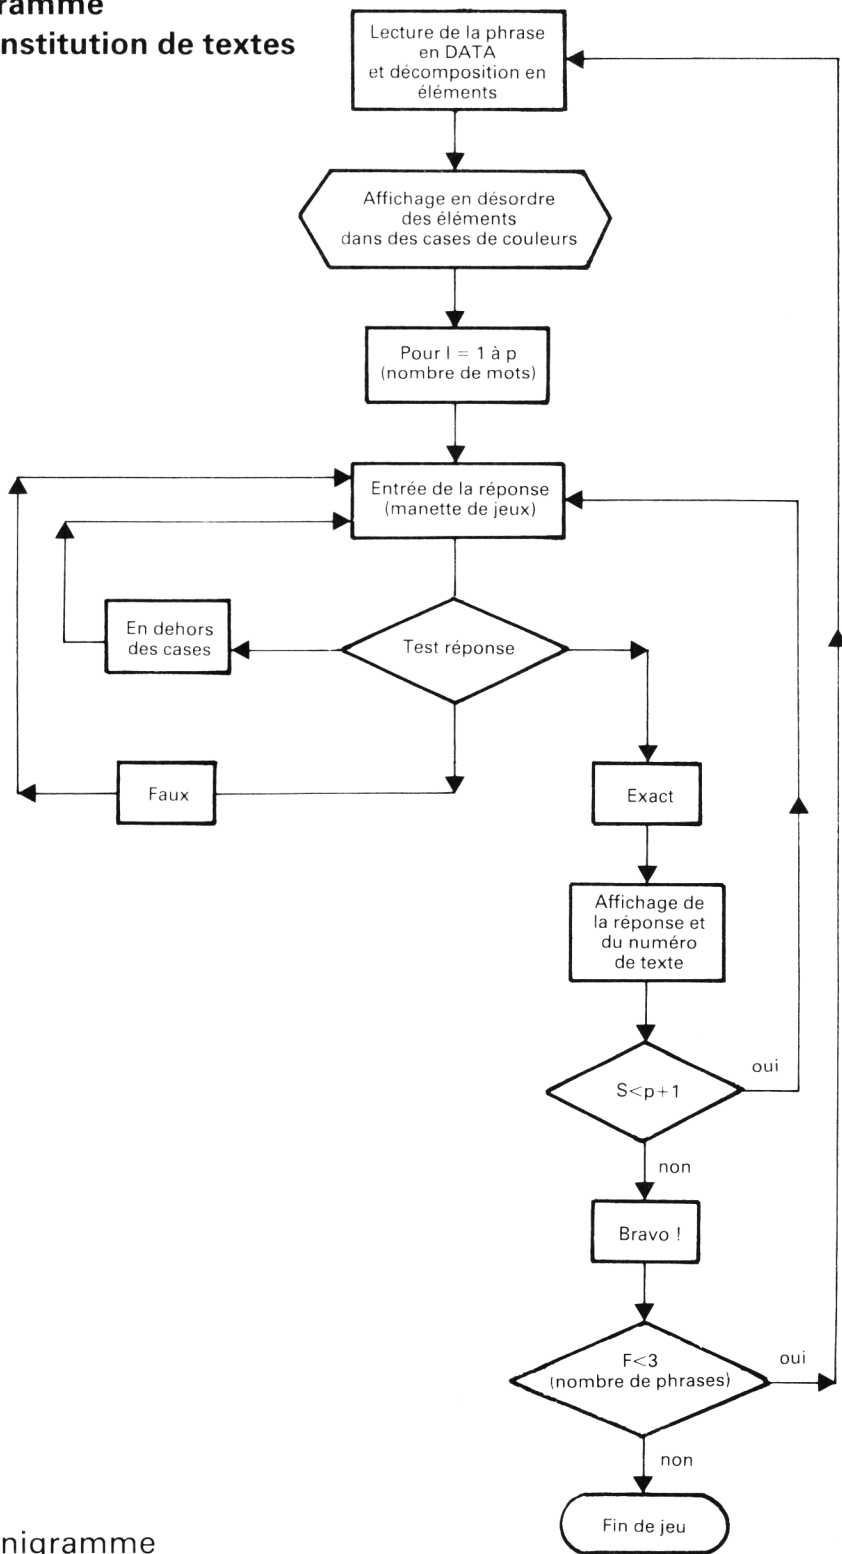 ramme
nstitution de textes
Lecture de la phrase
en DATA
et décomposition en
éléments
Affichage en désordre
des éléments
dans des cases de couleurs
Pour I = 1 à p
(nombre de mots)
Entrée de la réponse
(manette de jeux)
En dehors
des cases
Test réponse
Faux
Exact
Affichage de
la réponse et
du numéro
de texte
S<p+1
oui
non
Bravo !
F<3
(nombre de phrases)
oui
non
Fin de jeu
nigramme